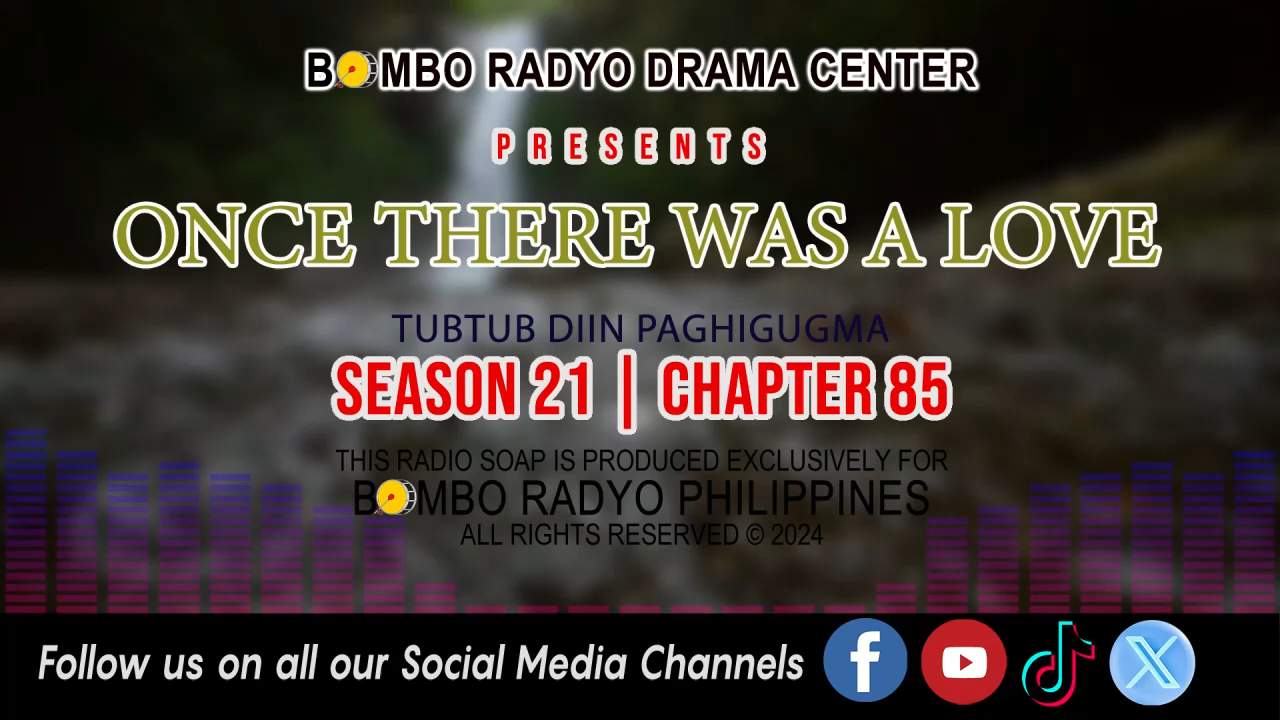 BOMBO RADYO DRAMA CENTER
PRESENTS
ONCE THERE WAS A LOVE
TUBTUB DIIN PAGHIGUGMA
SEASON 21 | CHAPTER 85
THIS RADIO SOAP IS PRODUCED EXCLUSIVELY FOR
BOMBO RADYO PHILIPPINES
ALL RIGHTS RESERVED © 2024
Follow us on all our Social Media Channels